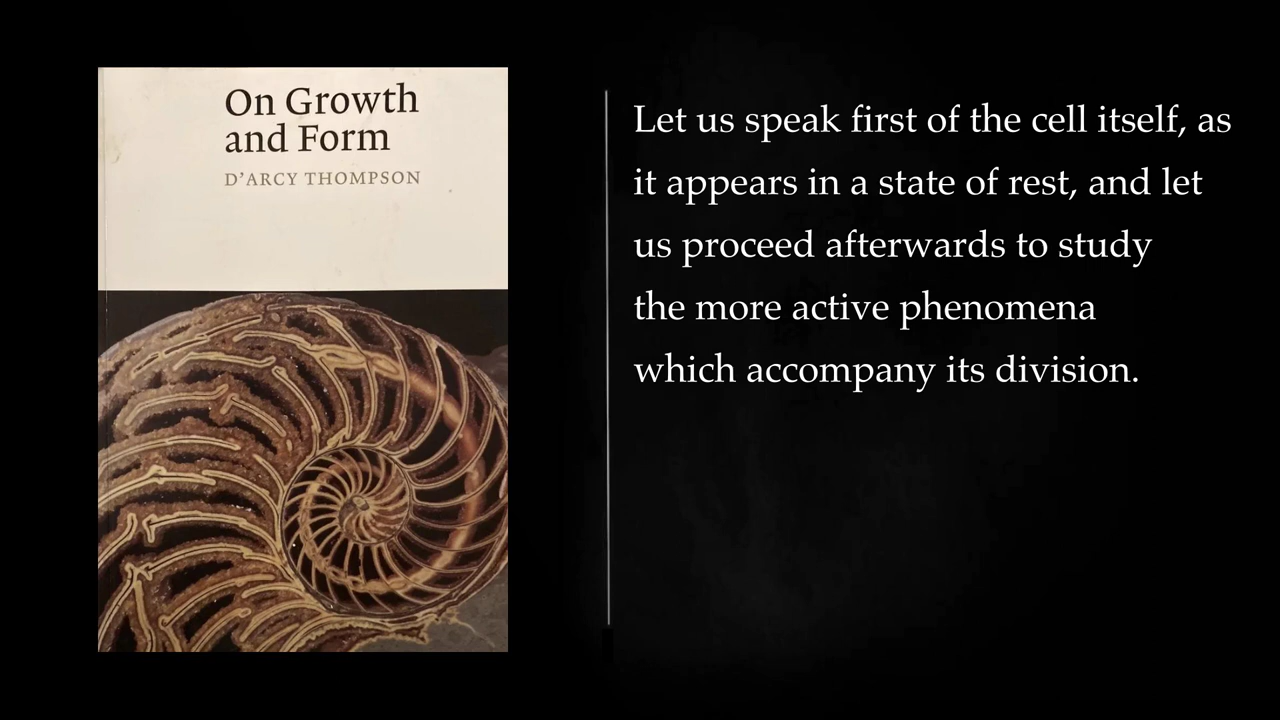 On Growth
and Form
D'ARCY THOMPSON
Let us speak first of the cell itself, as
it appears in a state of rest, and let
us proceed afterwards to study
the more active phenomena
which accompany its division.